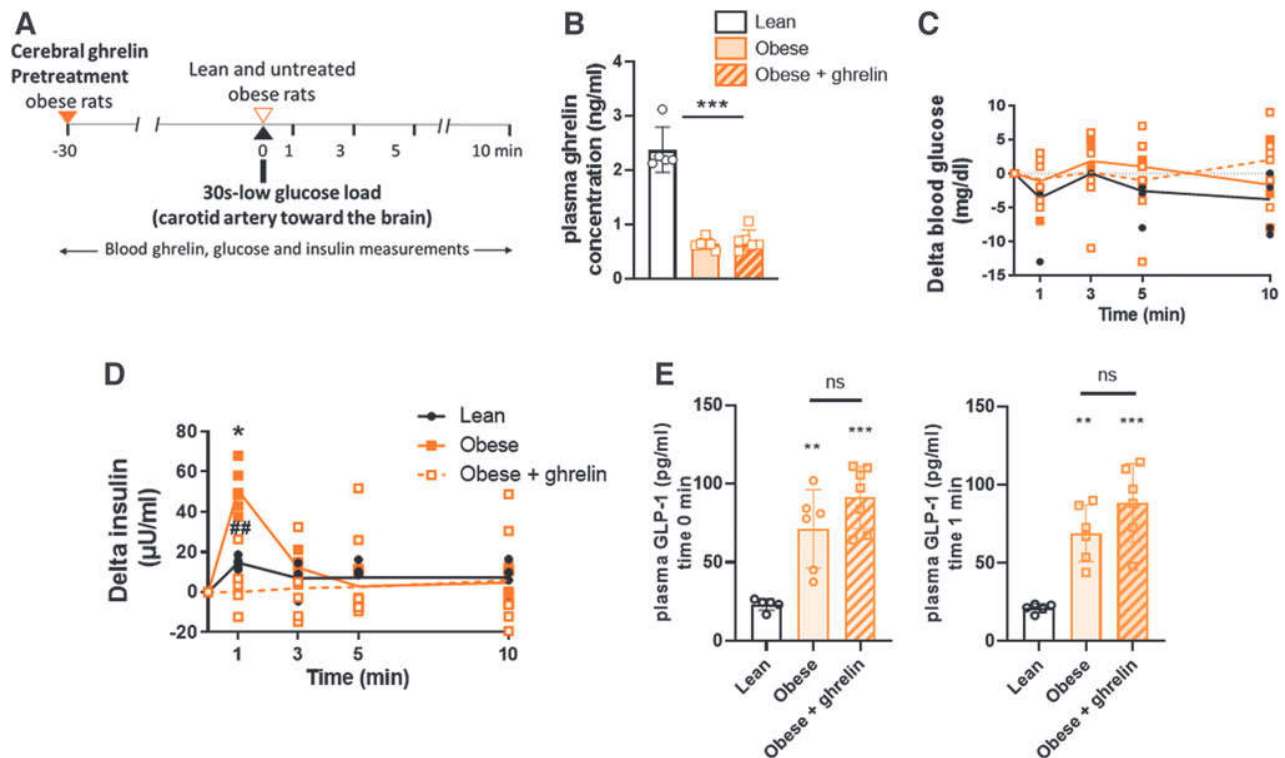 A
Cerebral ghrelin
Pretreatment
obese rats
Lean and untreated
obese rats
-30
0
1
3
5
10 min
30s-low glucose load
(carotid artery toward the brain)
Blood ghrelin, glucose and insulin measurements
B
Lean
Obese
Obese + ghrelin
plasma ghrelin
concentration (ng/ml)
4
3
2
1
0
***
C
Delta blood glucose
(mg/dl)
10
5
0
-5
-10
-15
1
3
5
10
Time (min)
D
Lean
Obese
Obese + ghrelin
Delta insulin
(µU/ml)
80
60
40
20
0
-20
*
##
1
3
5
10
Time (min)
E
ns
plasma GLP-1 (pg/ml)
time 0 min
150
100
50
0
**
***
Lean
Obese
Obese + ghrelin
ns
plasma GLP-1 (pg/ml)
time 1 min
150
100
50
0
**
***
Lean
Obese
Obese + ghrelin